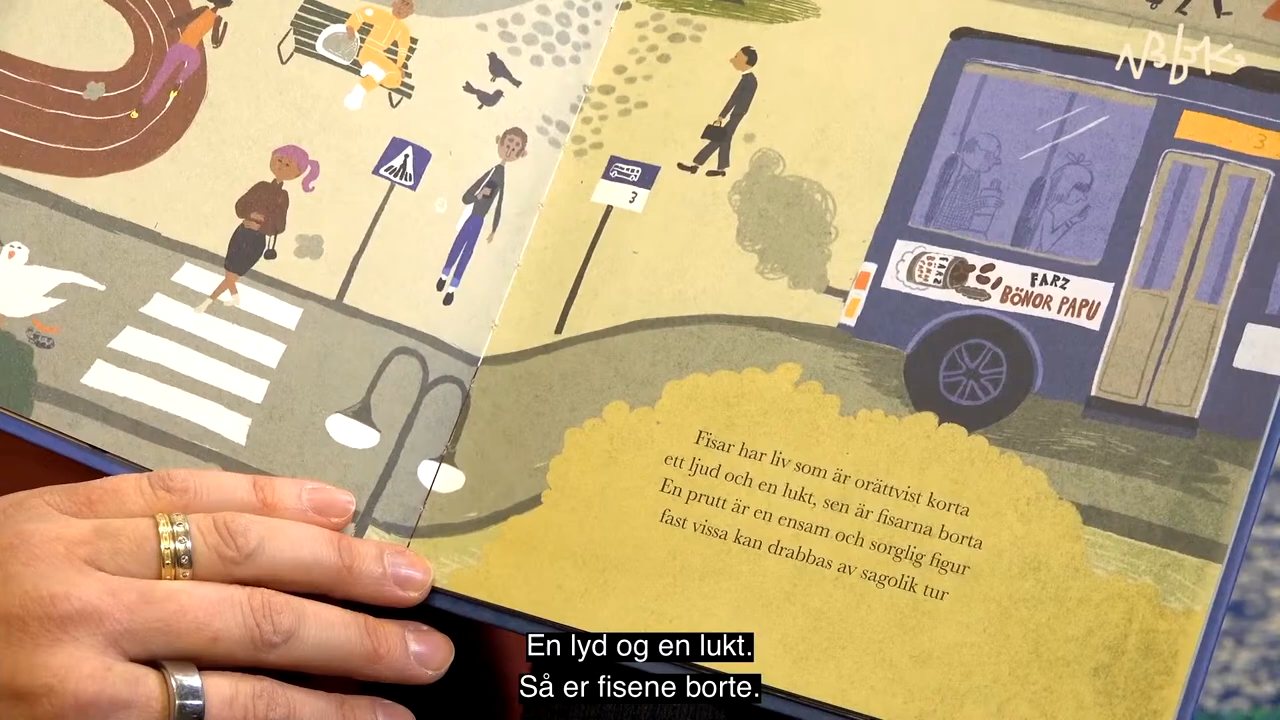 NBbok
3
3
FARZ
BÖNOR PAPU
Fisar har liv som är orättvist korta
ett ljud och en lukt, sen är fisarna borta
En prutt är en ensam och sorglig figur
fast vissa kan drabbas av sagolik tur
En lyd og en lukt.
Så er fisene borte.